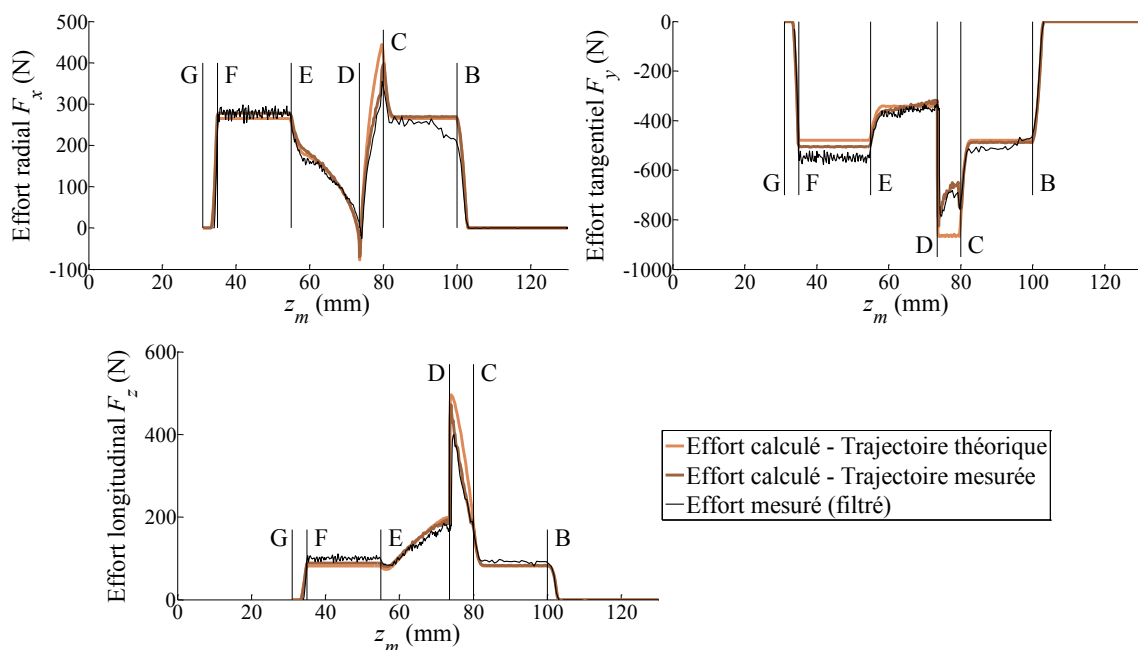 500
400
300
200
100
0
-100
Effort radial F_x (N)
G F E D C B
0 20 40 60 80 100 120
z_m (mm)
0
-200
-400
-600
-800
-1000
Effort tangentiel F_y (N)
G F E D C B
0 20 40 60 80 100 120
z_m (mm)
600
400
200
0
Effort longitudinal F_z (N)
G F E D C B
0 20 40 60 80 100 120
z_m (mm)
Effort calculé - Trajectoire théorique
Effort calculé - Trajectoire mesurée
Effort mesuré (filtré)